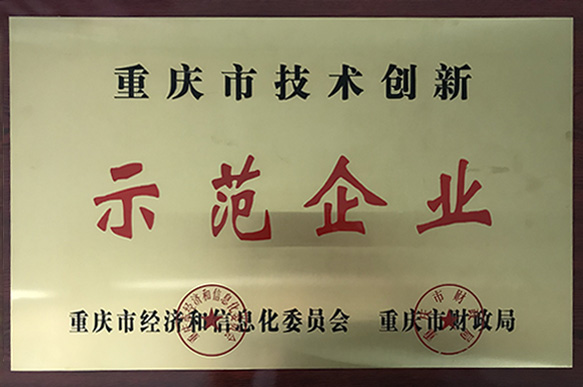 重庆市技术创新
示范企业
重庆市经济和信息化委员会 重庆市财政局